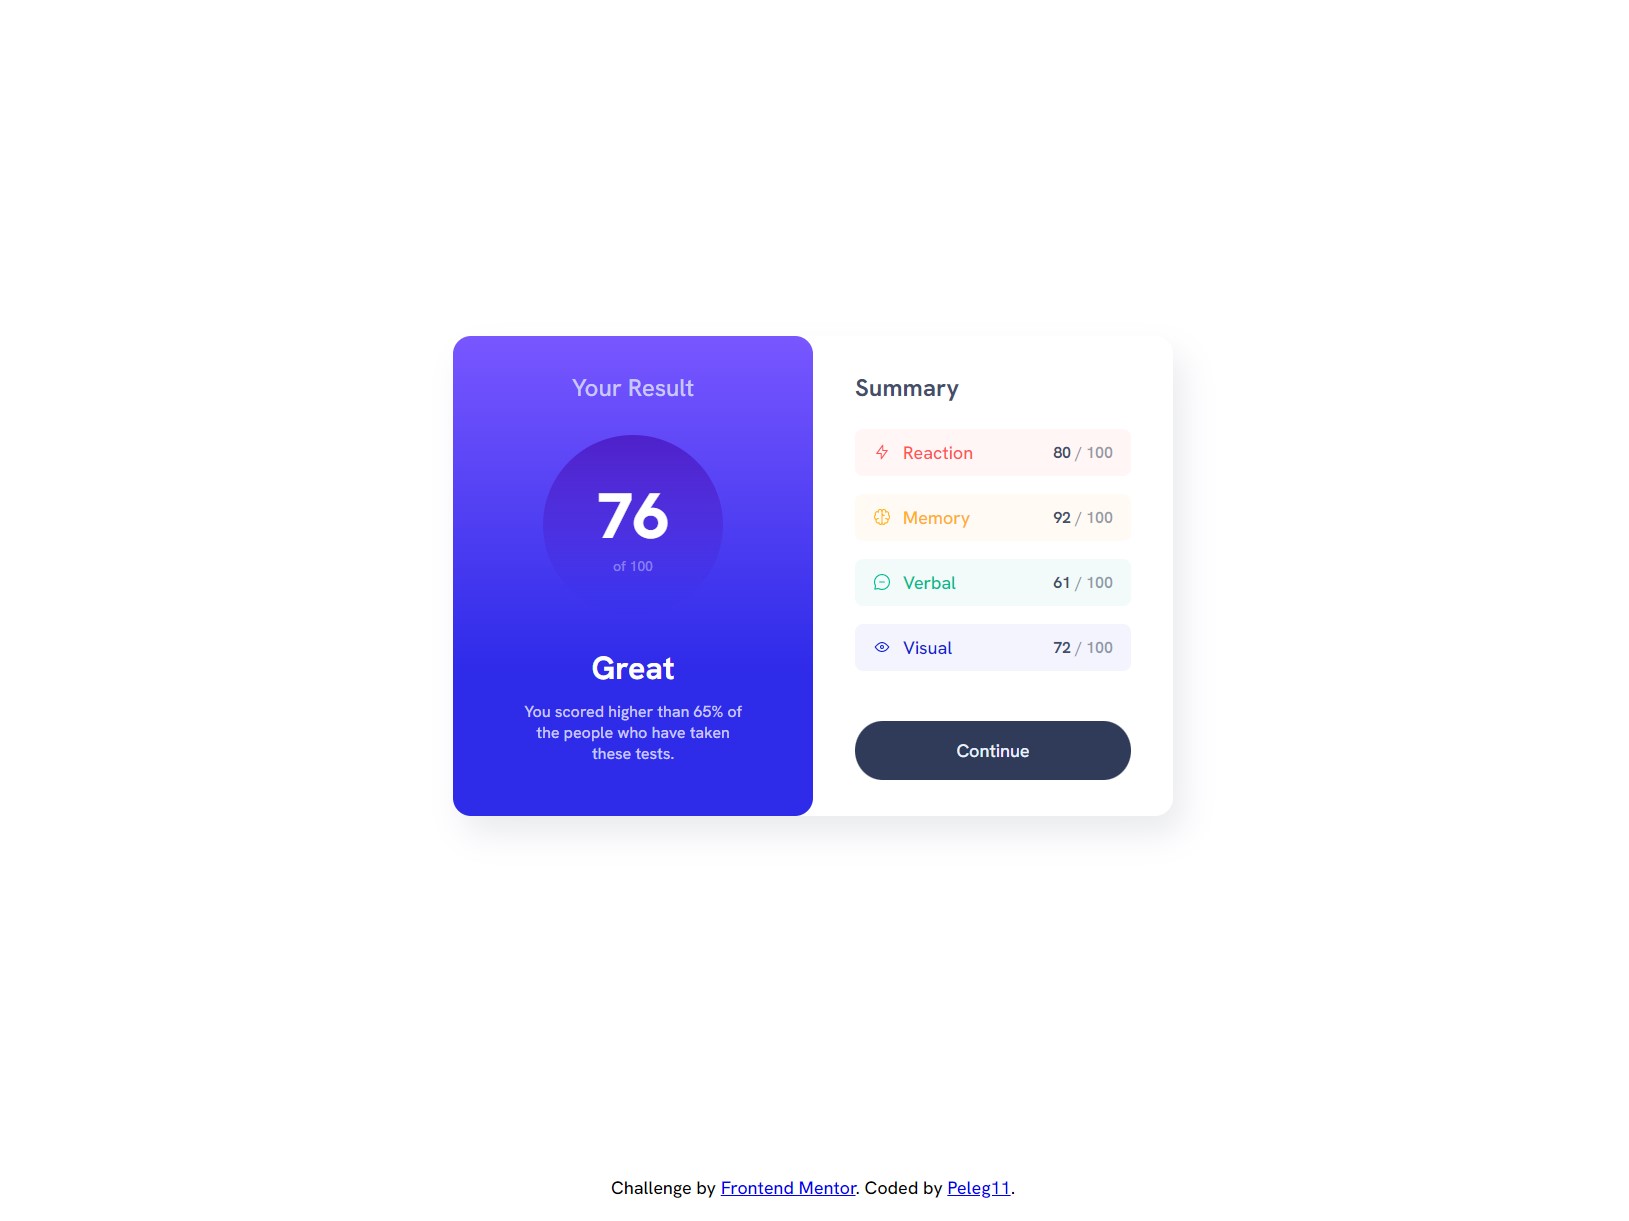 Your Result
76
of 100
Great
You scored higher than 65% of
the people who have taken
these tests.
Summary
Reaction 80 / 100
Memory 92 / 100
Verbal 61 / 100
Visual 72 / 100
Continue
Challenge by Frontend Mentor. Coded by Peleg11.